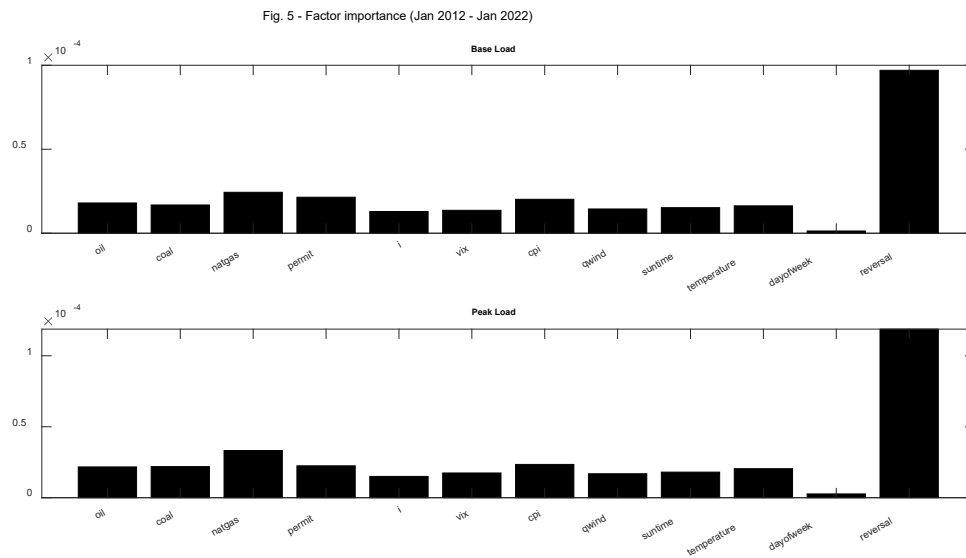 Fig. 5 - Factor importance (Jan 2012 - Jan 2022)
Base Load
× 10 -4
1
0.5
0
oil coal natgas permit i vix cpi qwind suntime temperature dayofweek reversal
Peak Load
× 10 -4
1
0.5
0
oil coal natgas permit i vix cpi qwind suntime temperature dayofweek reversal